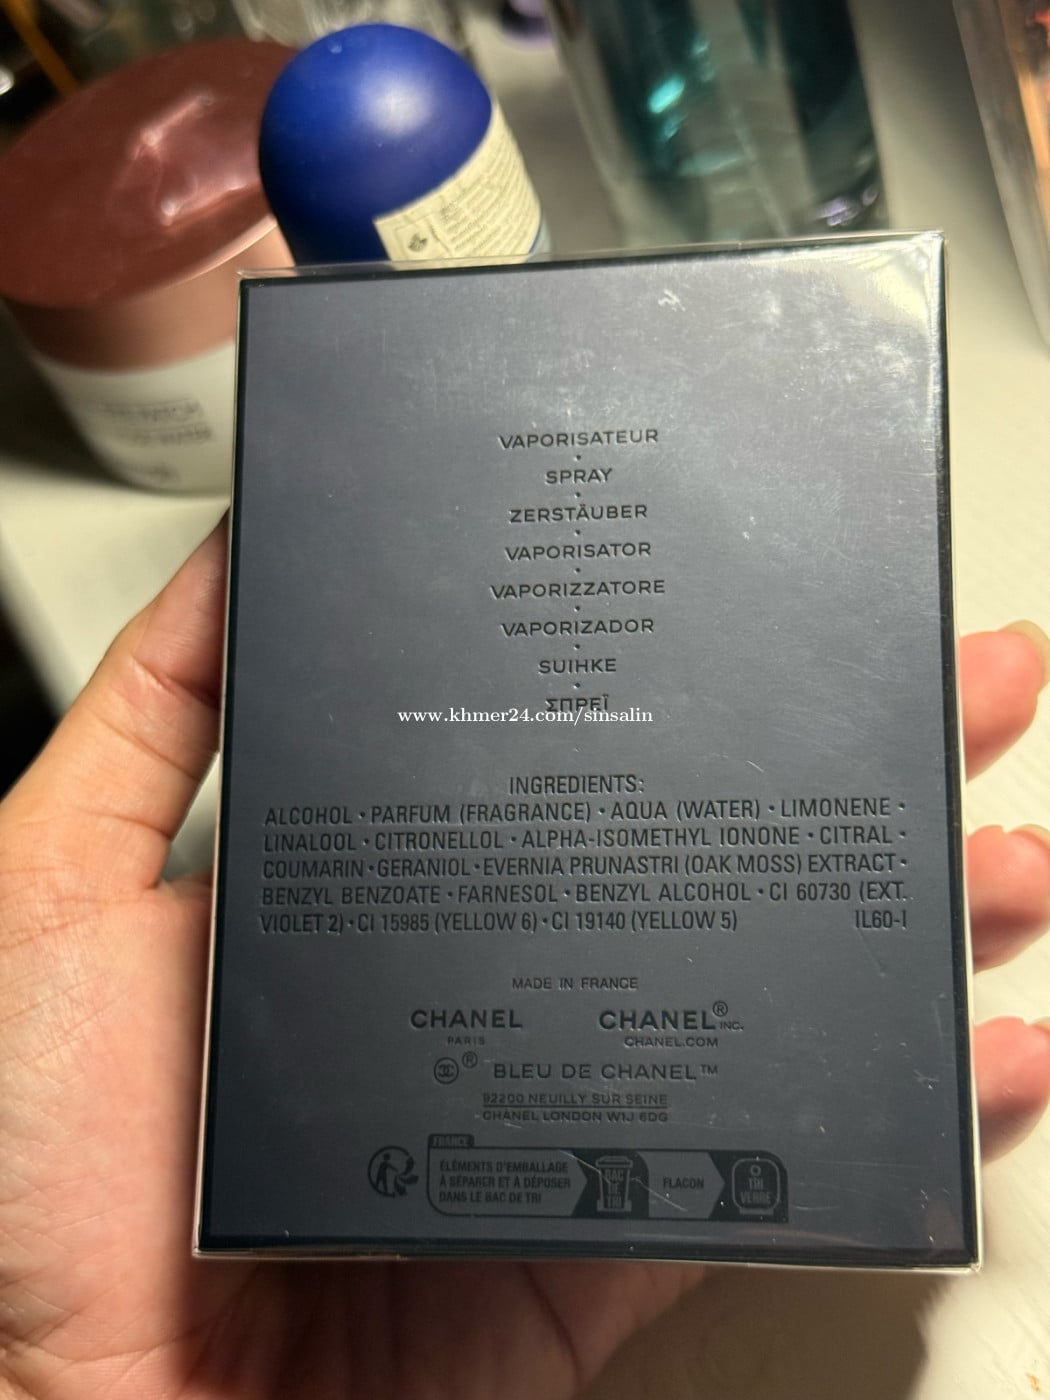 VAPORISATEUR
SPRAY
ZERSTÄUBER
VAPORISATOR
VAPORIZZATORE
VAPORIZADOR
SUIHKE
ΣΠΡΕΪ
www.khmer24.com/sinsalin
INGREDIENTS:
ALCOHOL • PARFUM (FRAGRANCE) • AQUA (WATER) • LIMONENE •
LINALOOL • CITRONELLOL • ALPHA-ISOMETHYL IONONE • CITRAL •
COUMARIN • GERANIOL • EVERNIA PRUNASTRI (OAK MOSS) EXTRACT •
BENZYL BENZOATE • FARNESOL • BENZYL ALCOHOL • CI 60730 (EXT.
VIOLET 2) • CI 15985 (YELLOW 6) • CI 19140 (YELLOW 5) IL60-I
MADE IN FRANCE
CHANEL CHANEL® INC.
PARIS CHANEL.COM
® BLEU DE CHANEL™
92200 NEUILLY SUR SEINE
CHANEL LONDON W1J 6DG
FRANCE
ÉLÉMENTS D'EMBALLAGE
À SÉPARER ET À DÉPOSER
DANS LE BAC DE TRI
BAC
DE
TRI
FLACON
TRI
VERRE